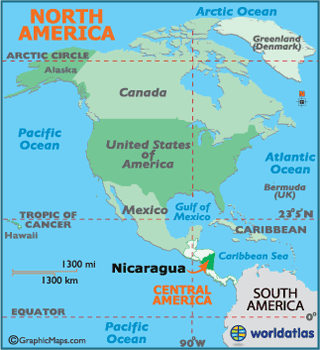 NORTH
AMERICA
Arctic Ocean
Greenland
(Denmark)
ARCTIC CIRCLE
Alaska
Canada
Pacific
Ocean
United States
of
America
Atlantic
Ocean
Bermuda
(UK)
Mexico
Gulf of
Mexico
TROPIC OF
CANCER
23°5'N
Hawaii
CARIBBEAN
Caribbean Sea
1300 mi
1300 km
Nicaragua
CENTRAL
AMERICA
SOUTH
AMERICA
EQUATOR
0°
Pacific
Ocean
©GraphicMaps.com
90°W
worldatlas